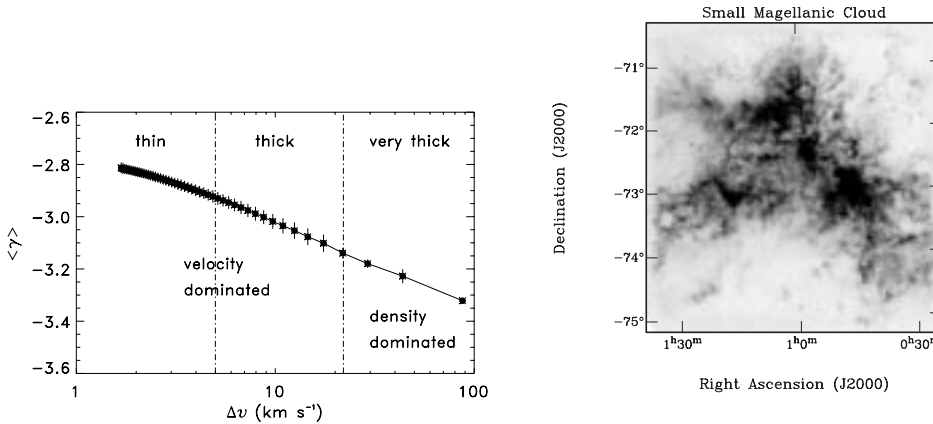 −2.6
thin thick very thick
−2.8
−3.0
<γ>
−3.2
velocity
dominated
density
−3.4
dominated
−3.6
1 10 100
Δv (km s⁻¹)
Small Magellanic Cloud
−71°
−72°
−73°
−74°
−75°
Declination (J2000)
1ʰ30ᵐ 1ʰ0ᵐ 0ʰ30ᵐ
Right Ascension (J2000)